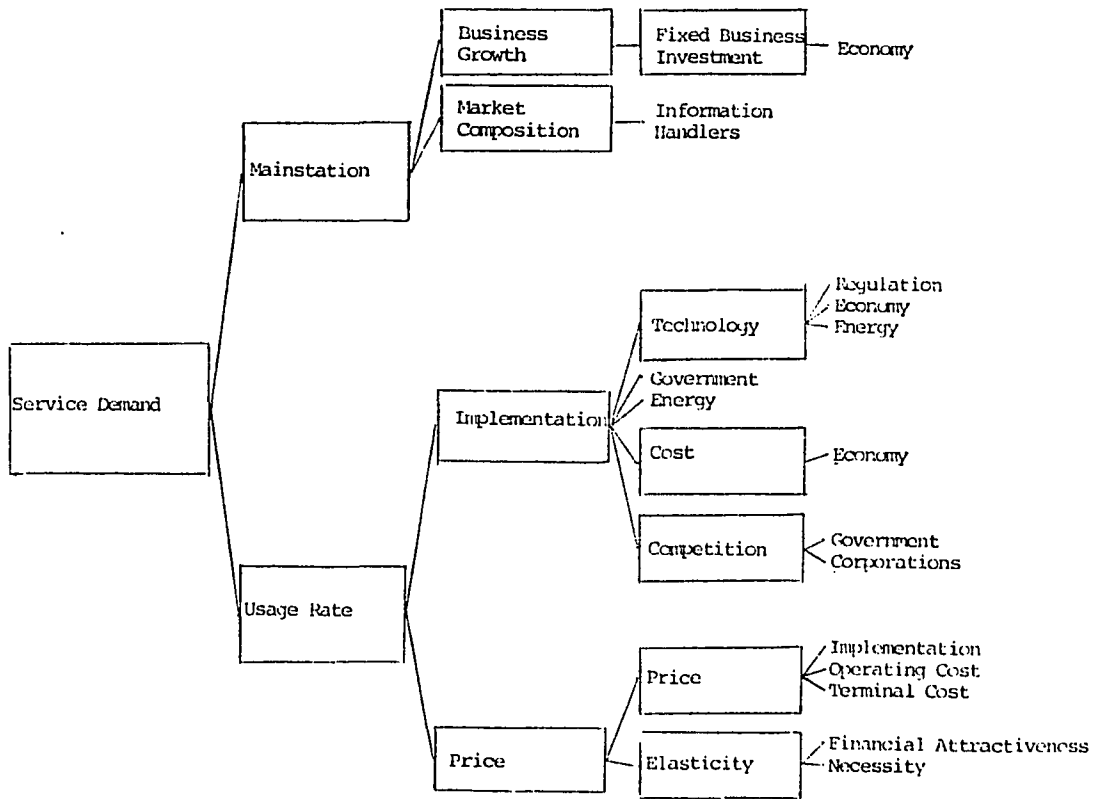 Business
Growth
Fixed Business
Investment
Economy
Market
Composition
Information
Handlers
Mainstation
Regulation
Economy
Energy
Technology
Government
Energy
Service Demand
Implementation
Cost
Economy
Competition
Government
Corporations
Usage Rate
Implementation
Operating Cost
Terminal Cost
Price
Price
Elasticity
Financial Attractiveness
Necessity